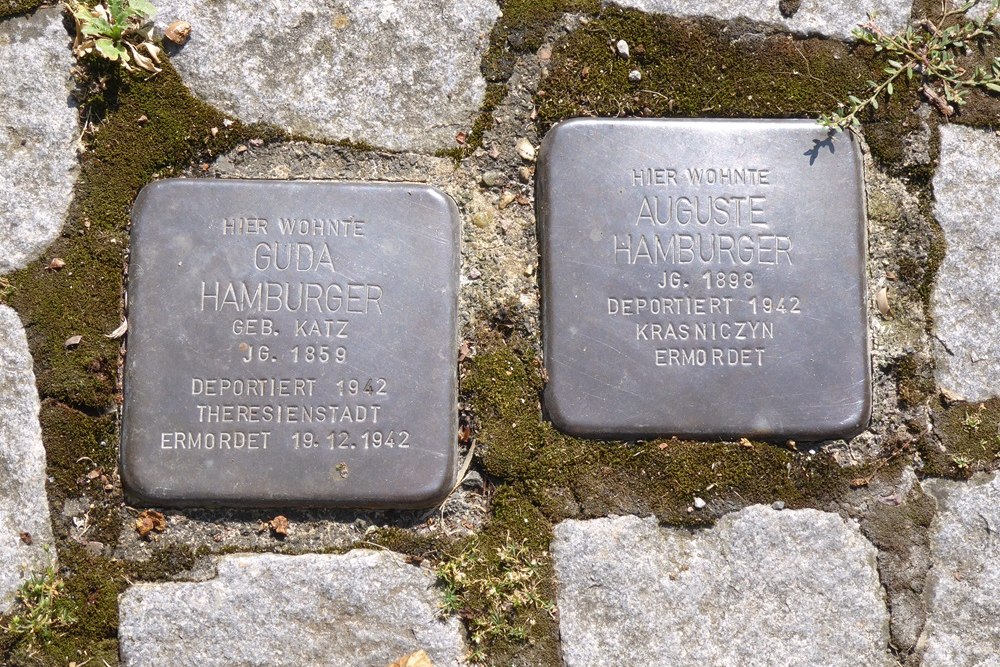 HIER WOHNTE
GUDA
HAMBURGER
GEB. KATZ
JG. 1859
DEPORTIERT 1942
THERESIENSTADT
ERMORDET 19.12.1942
HIER WOHNTE
AUGUSTE
HAMBURGER
JG. 1898
DEPORTIERT 1942
KRASNICZYN
ERMORDET